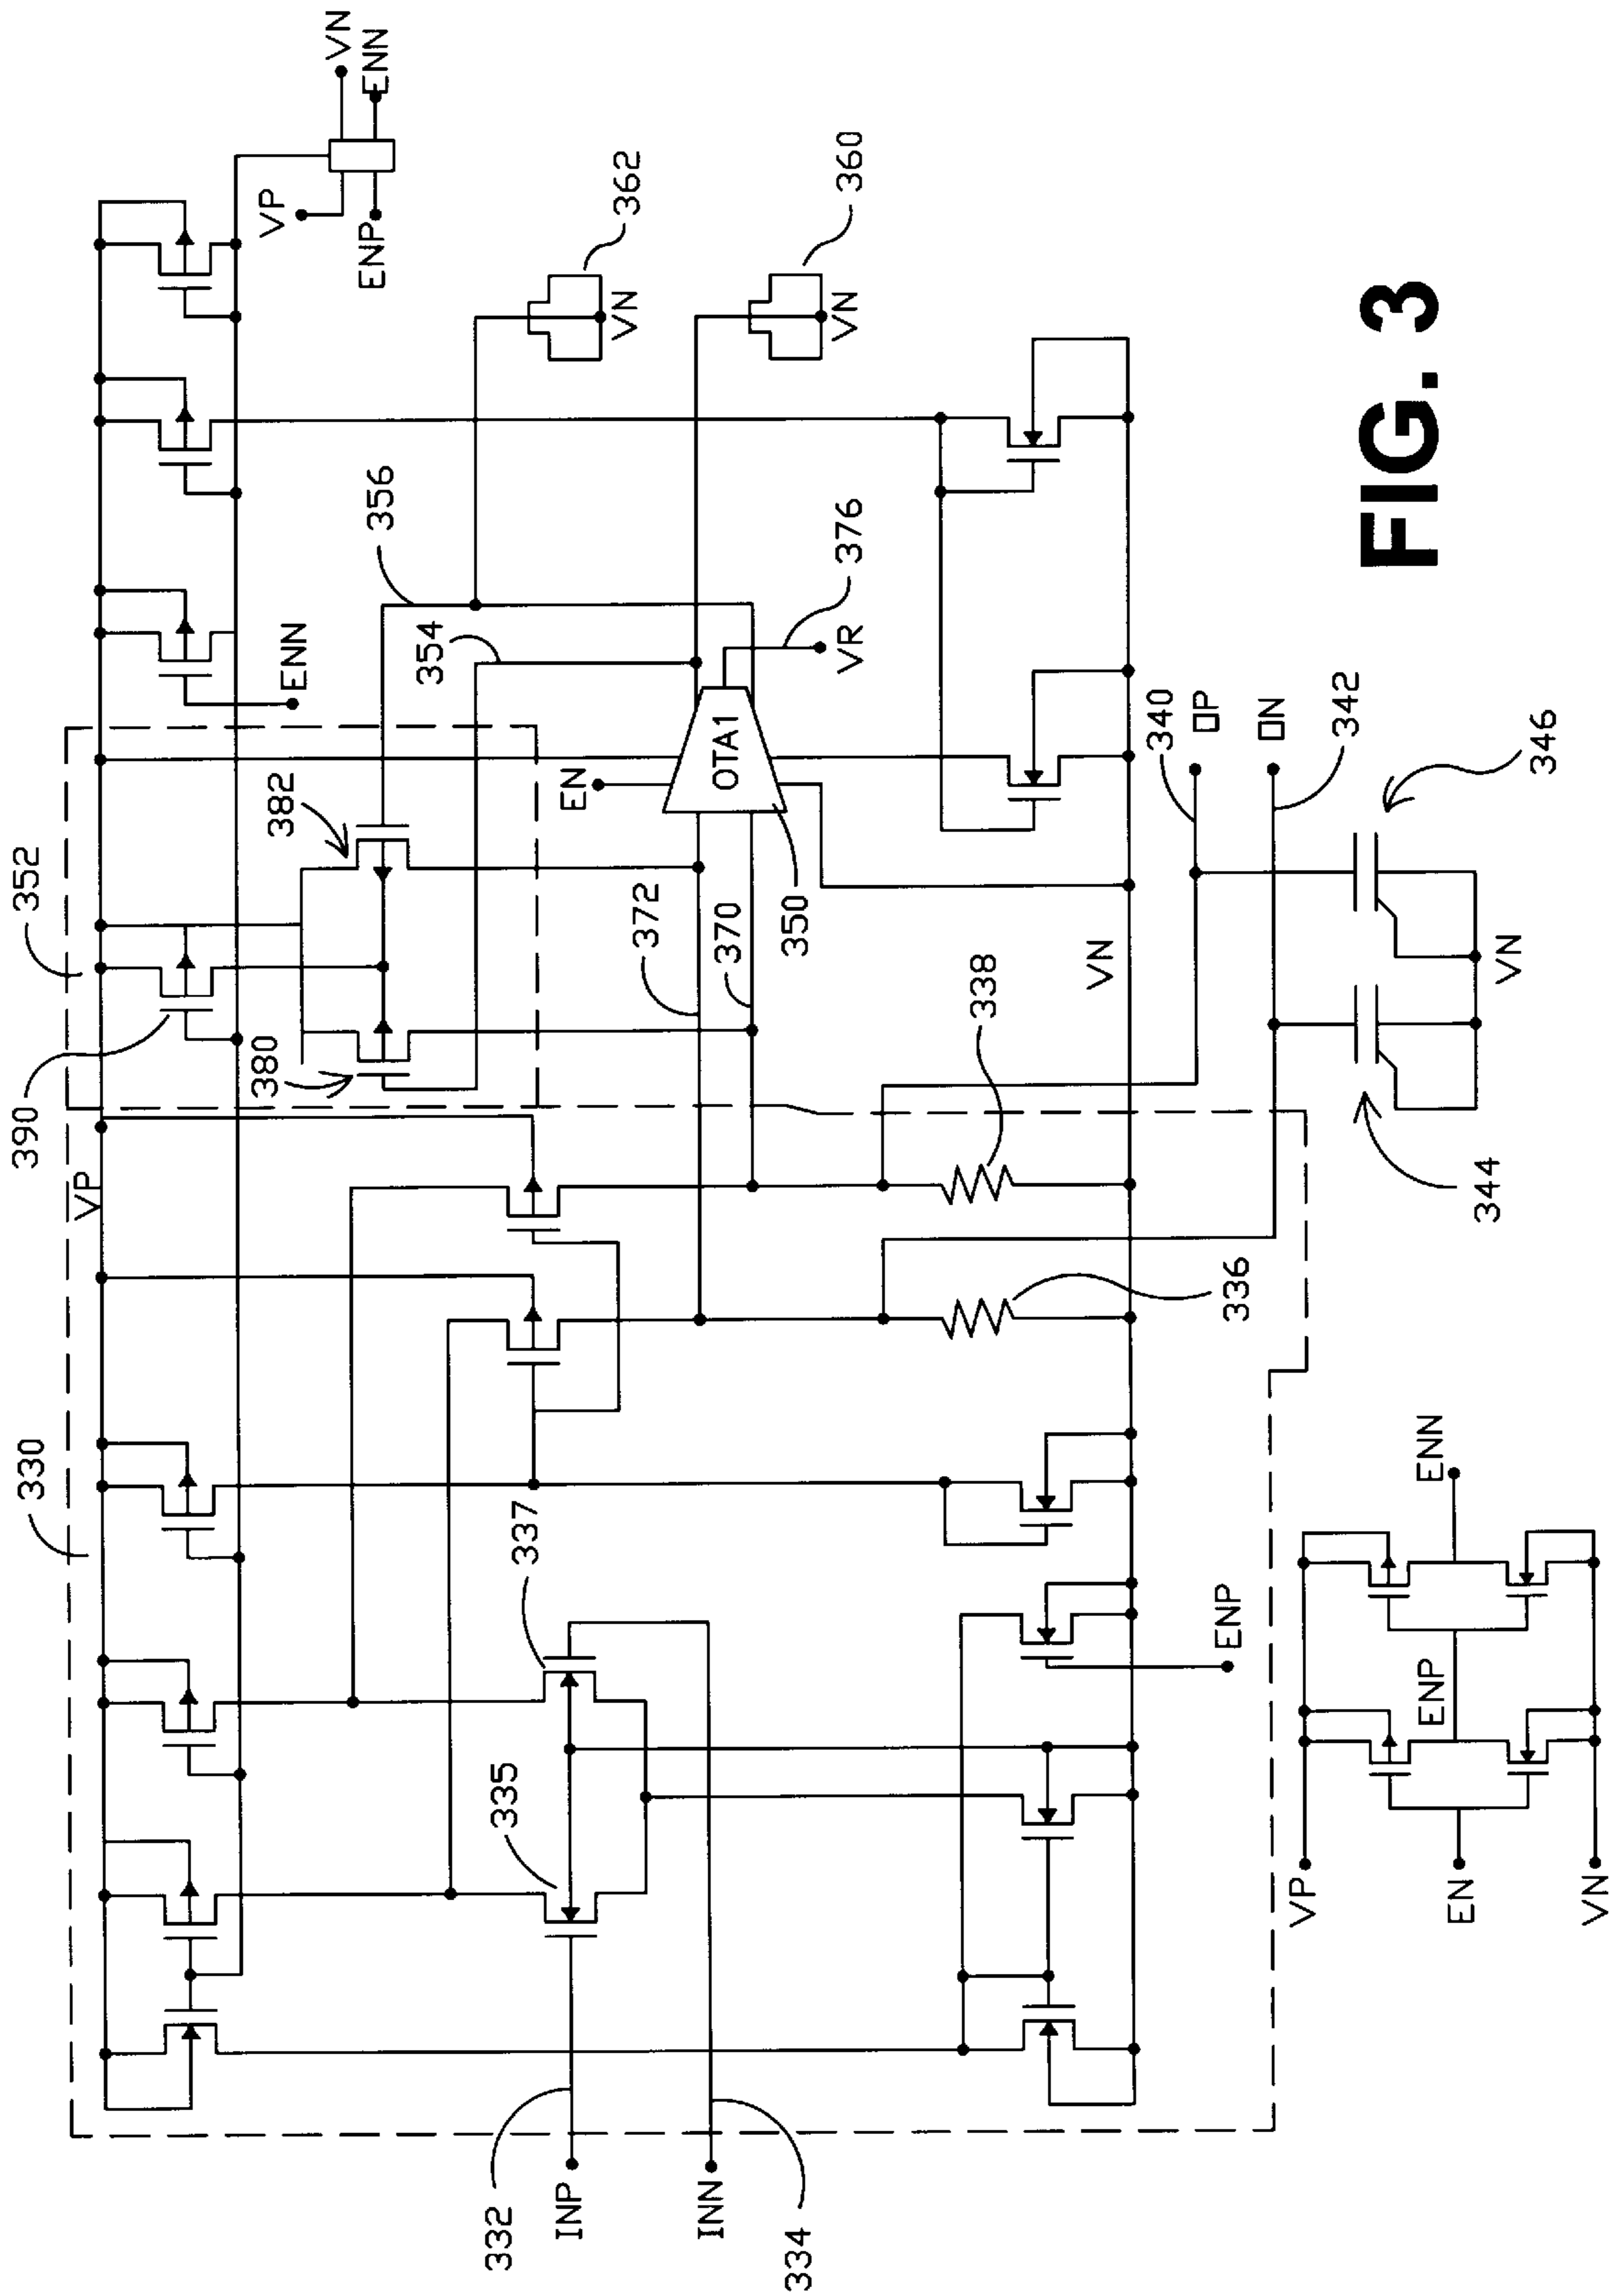 FIG. 3
330
VP
390
352
380
382
EN
ENN
354
356
VP
ENP
VN
ENN
362
VN
360
VN
376
VR
OTA1
372
370
350
VN
338
336
337
335
332
INP
INN
334
ENP
340
OP
ON
342
346
344
VN
VP
EN
VN
ENP
ENN